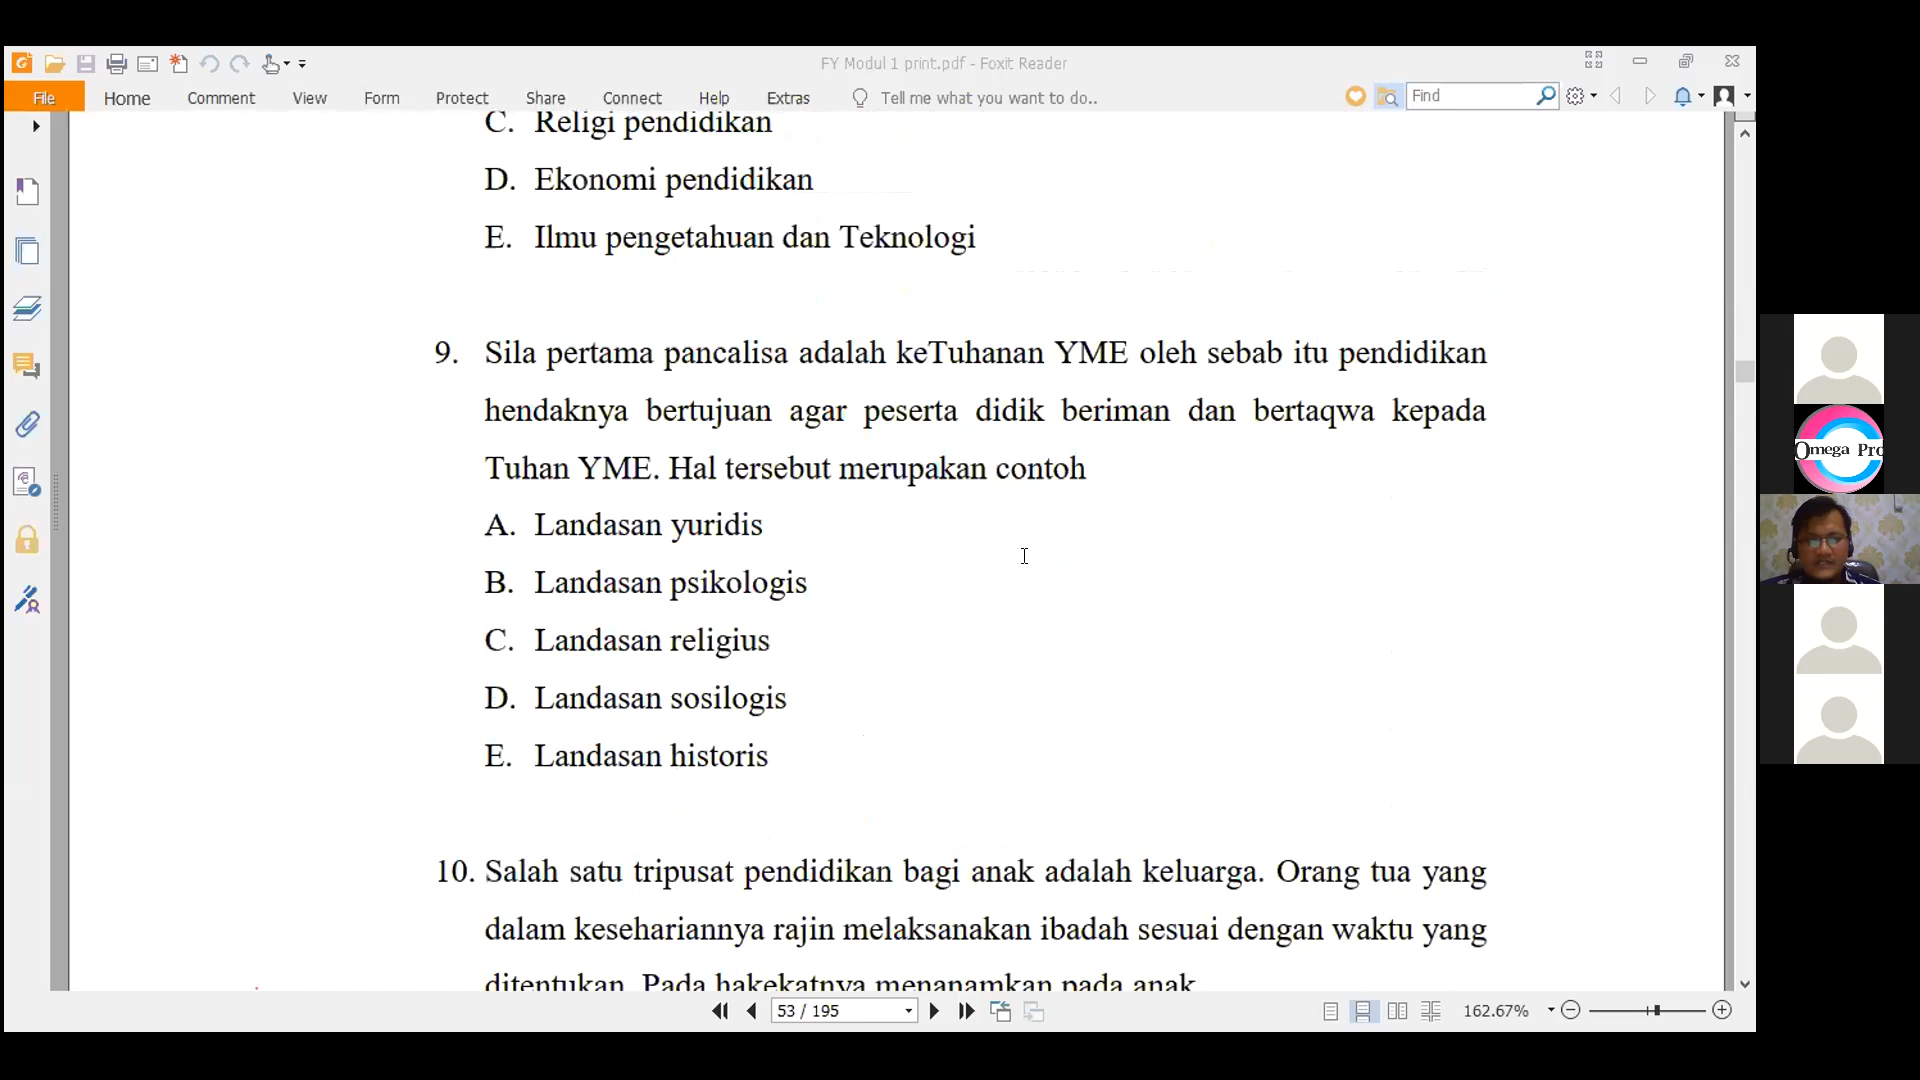 FY Modul 1 print.pdf - Foxit Reader
File Home Comment View Form Protect Share Connect Help Extras Tell me what you want to do.. Find
C. Religi pendidikan
D. Ekonomi pendidikan
E. Ilmu pengetahuan dan Teknologi
9. Sila pertama pancalisa adalah keTuhanan YME oleh sebab itu pendidikan
hendaknya bertujuan agar peserta didik beriman dan bertaqwa kepada
Tuhan YME. Hal tersebut merupakan contoh
A. Landasan yuridis
B. Landasan psikologis
C. Landasan religius
D. Landasan sosilogis
E. Landasan historis
10. Salah satu tripusat pendidikan bagi anak adalah keluarga. Orang tua yang
dalam kesehariannya rajin melaksanakan ibadah sesuai dengan waktu yang
ditentukan. Pada hakekatnya menanamkan pada anak
53 / 195
162.67%
Omega Pro